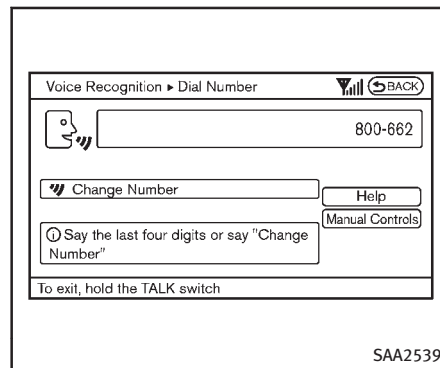 Voice Recognition ▸ Dial Number
BACK
800-662
Change Number
Help
Manual Controls
Say the last four digits or say "Change
Number"
To exit, hold the TALK switch
SAA2539